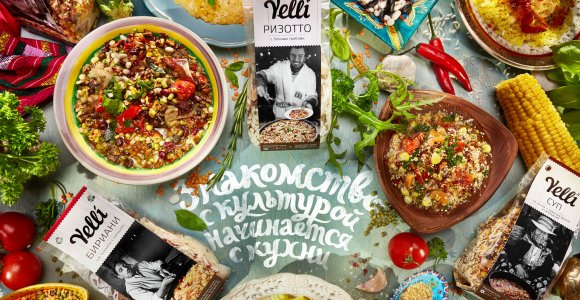 Yelli
РИЗОТТО
с белыми грибами
Знакомство
с культурой
начинается
с кухни
Yelli
БИРИАНИ
Yelli
СУП